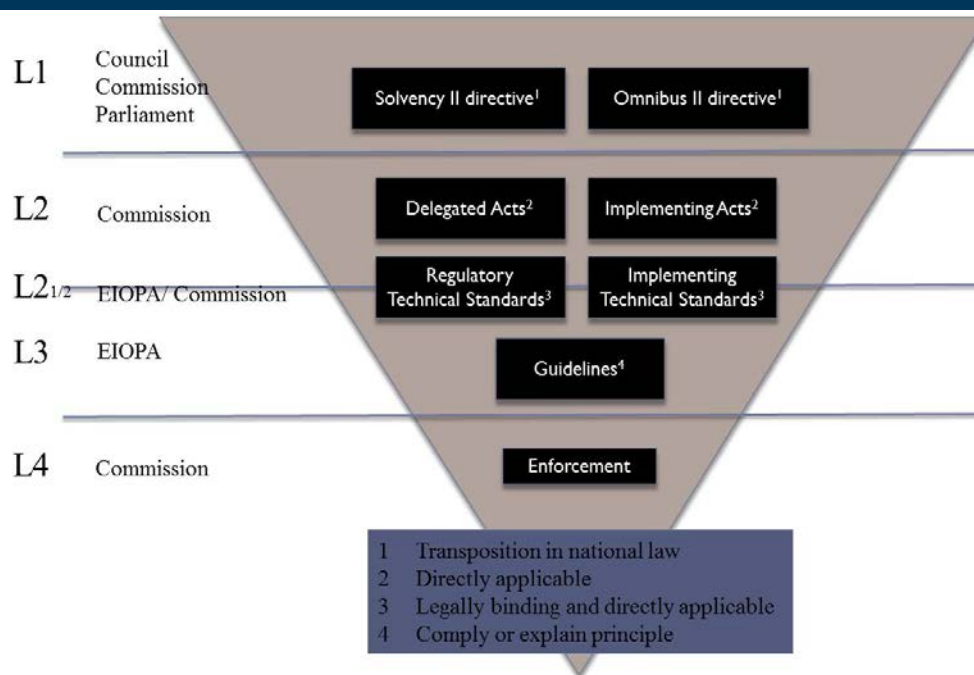 L1
Council
Commission
Parliament
Solvency II directive1
Omnibus II directive1
L2
Commission
Delegated Acts2
Implementing Acts2
L21/2
EIOPA/ Commission
Regulatory
Technical Standards3
Implementing
Technical Standards3
L3
EIOPA
Guidelines4
L4
Commission
Enforcement
1 Transposition in national law
2 Directly applicable
3 Legally binding and directly applicable
4 Comply or explain principle